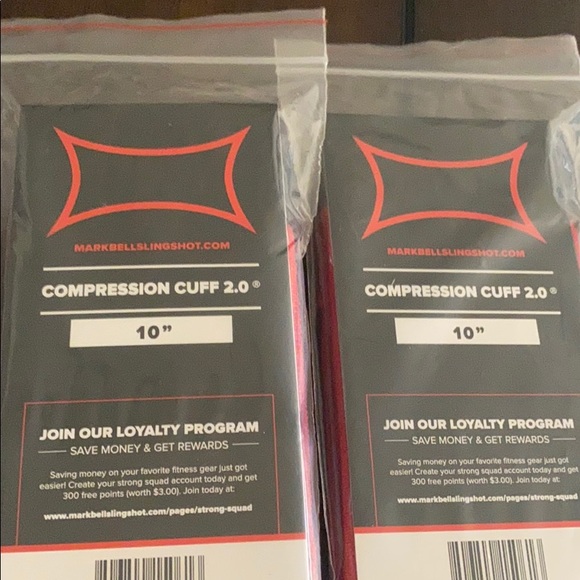 MARKBELLSLINGSHOT.COM
COMPRESSION CUFF 2.0 ®
10”
JOIN OUR LOYALTY PROGRAM
SAVE MONEY & GET REWARDS
Saving money on your favorite fitness gear just got
easier! Create your strong squad account today and get
300 free points (worth $3.00). Join today at:
www.markbellslingshot.com/pages/strong-squad
MARKBELLSLINGSHOT.COM
COMPRESSION CUFF 2.0 ®
10”
JOIN OUR LOYALTY PROGRAM
SAVE MONEY & GET REWARDS
Saving money on your favorite fitness gear just got
easier! Create your strong squad account today and get
300 free points (worth $3.00). Join today at:
www.markbellslingshot.com/pages/strong-squad